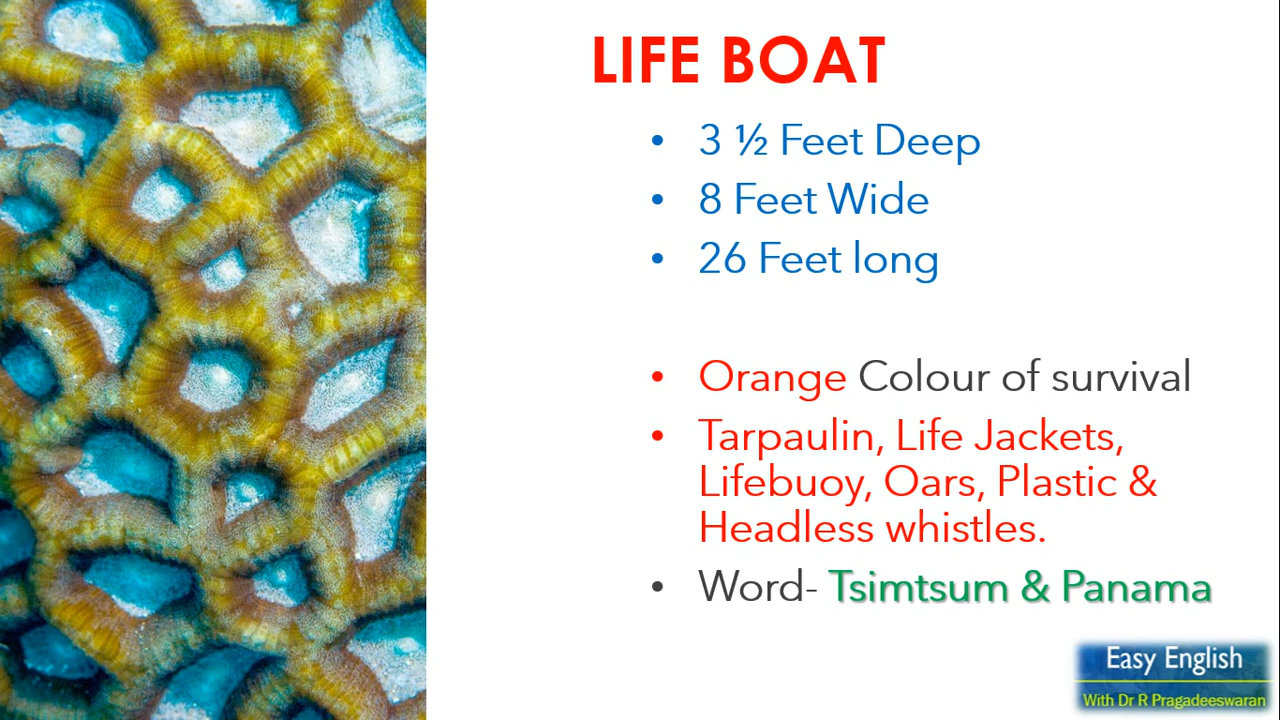 LIFE BOAT
• 3 ½ Feet Deep
• 8 Feet Wide
• 26 Feet long
• Orange Colour of survival
• Tarpaulin, Life Jackets,
Lifebuoy, Oars, Plastic &
Headless whistles.
• Word- Tsimtsum & Panama
Easy English
With Dr R Pragadeeswaran